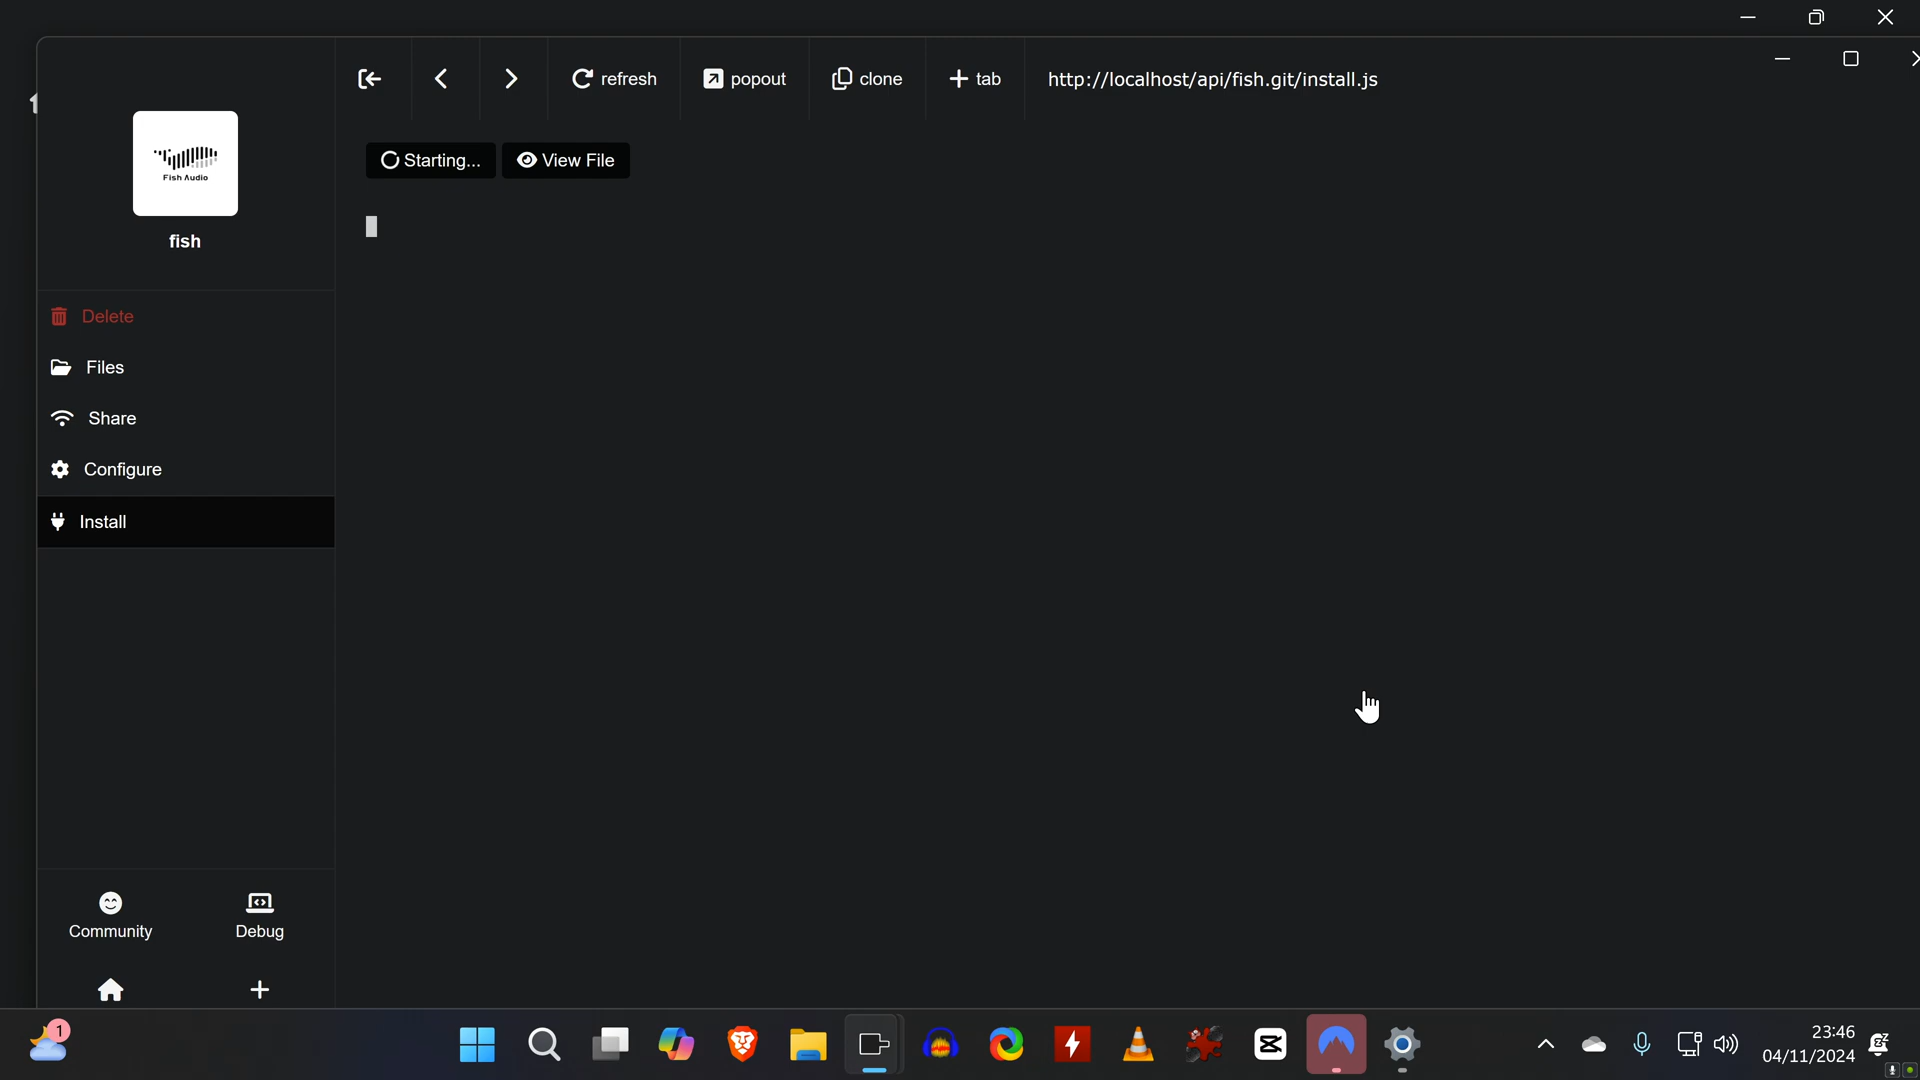 refresh
popout
clone
tab
http://localhost/api/fish.git/install.js
Fish Audio
fish
Starting...
View File
Delete
Files
Share
Configure
Install
Community
Debug
1
23:46
04/11/2024